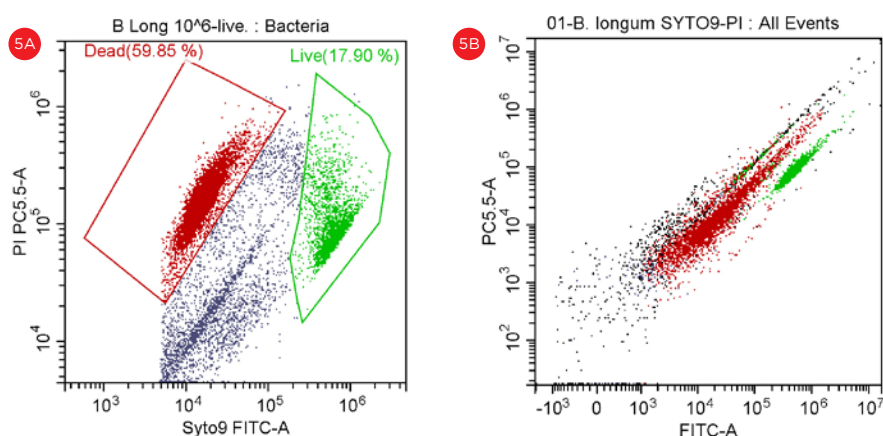 5A
B Long 10^6-live. : Bacteria
Dead(59.85 %)
Live(17.90 %)
PI PC5.5-A
10^6
10^5
10^4
10^3
10^4
10^5
10^6
Syto9 FITC-A
5B
01-B. longum SYTO9-PI : All Events
PC5.5-A
10^7
10^6
10^5
10^4
10^3
10^2
-10^3
0
10^3
10^4
10^5
10^6
10^7
FITC-A